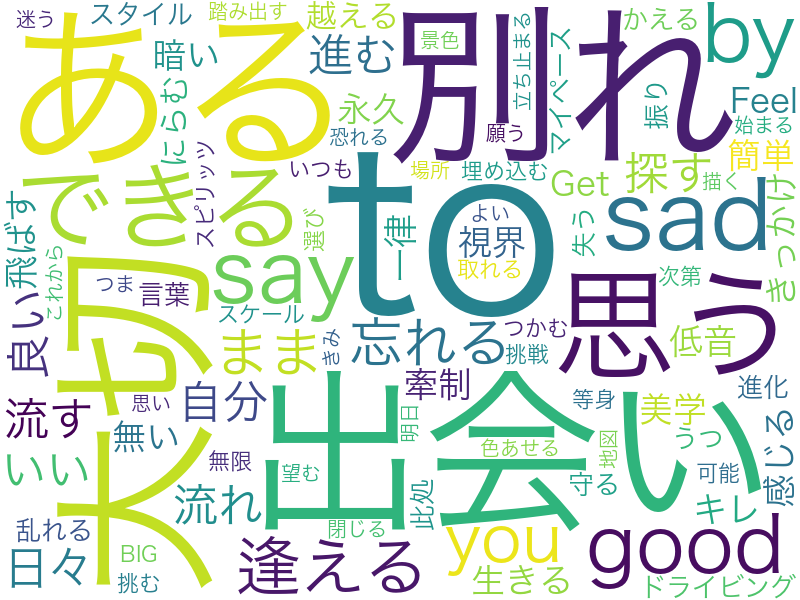 迷う
スタイル
踏み出す
越える
ある
別れ
立ち止まる
かえる
by
暗い
進む
景色
マイペース
振り
Feel
にらむ
永久
恐れる
願う
始まる
簡単
できる
スピリッツ
いつも
場所
埋め込む
Get
探す
描く
飛ばす
to
よい
選び
say
一律
視界
取れる
失う
sad
きっかけ
これから
つま
言葉
スケール
次第
大切
思う
良い
まま
きみ
忘れる
つかむ
挑戦
低音
流す
思い
自分
牽制
出会い
等身
美学
進化
無い
明日
色あせる
うつ
地図
いい
無限
望む
流れ
此処
守る
可能
キレ
感じる
乱れる
閉じる
日々
BIG
挑む
逢える
you
生きる
good
ドライビング